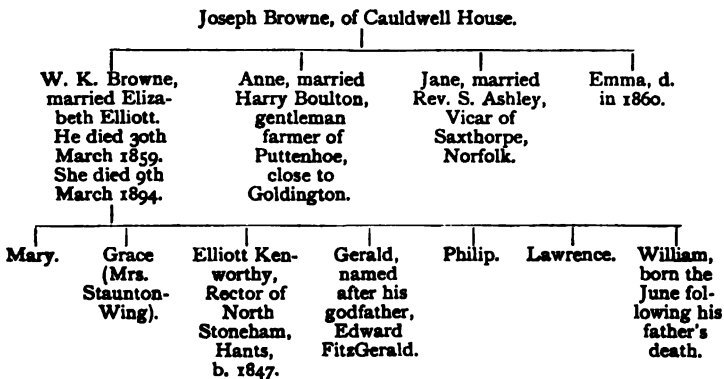 Joseph Browne, of Cauldwell House.
W. K. Browne,
married Eliza-
beth Elliott.
He died 30th
March 1859.
She died 9th
March 1894.
Anne, married
Harry Boulton,
gentleman
farmer of
Puttenhoe,
close to
Goldington.
Jane, married
Rev. S. Ashley,
Vicar of
Saxthorpe,
Norfolk.
Emma, d.
in 1860.
Mary.
Grace
(Mrs.
Staunton-
Wing).
Elliott Ken-
worthy,
Rector of
North
Stoneham,
Hants,
b. 1847.
Gerald,
named
after his
godfather,
Edward
FitzGerald.
Philip.
Lawrence.
William,
born the
June fol-
lowing his
father's
death.